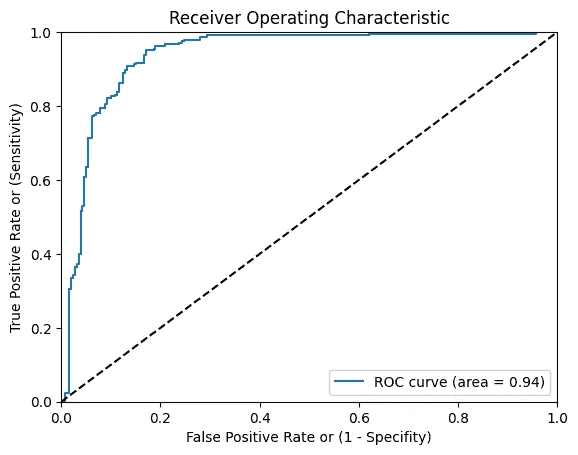 Receiver Operating Characteristic
True Positive Rate or (Sensitivity)
1.0
0.8
0.6
0.4
0.2
0.0
ROC curve (area = 0.94)
0.0 0.2 0.4 0.6 0.8 1.0
False Positive Rate or (1 - Specifity)